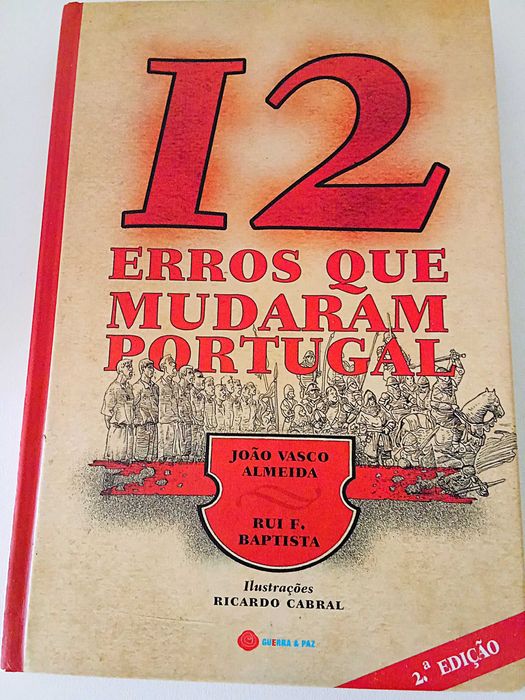 12
ERROS QUE
MUDARAM
PORTUGAL
JOÃO VASCO
ALMEIDA
RUI F.
BAPTISTA
Ilustrações
RICARDO CABRAL
GUERRA & PAZ
2.ª EDIÇÃO